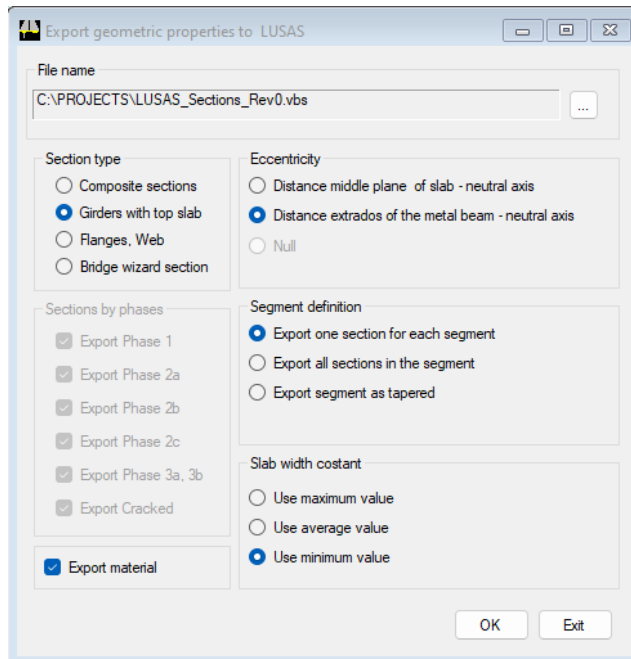 Export geometric properties to LUSAS
File name
C:\PROJECTS\LUSAS_Sections_Rev0.vbs
...
Section type
Composite sections
Girders with top slab
Flanges, Web
Bridge wizard section
Eccentricity
Distance middle plane of slab - neutral axis
Distance extrados of the metal beam - neutral axis
Null
Sections by phases
Export Phase 1
Export Phase 2a
Export Phase 2b
Export Phase 2c
Export Phase 3a, 3b
Export Cracked
Segment definition
Export one section for each segment
Export all sections in the segment
Export segment as tapered
Slab width costant
Use maximum value
Use average value
Use minimum value
Export material
OK
Exit